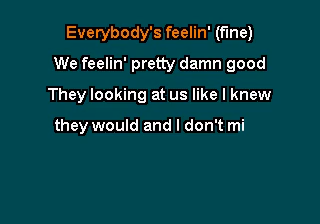 Everybody's feelin' (fine)
We feelin' pretty damn good
They looking at us like I knew
they would and I don't mi